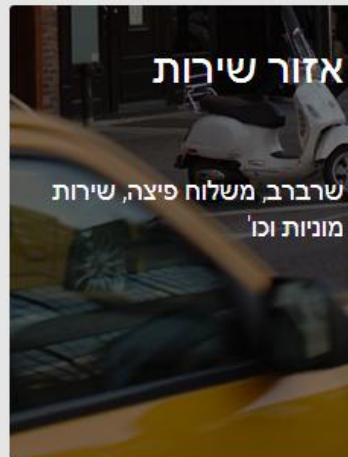 אזור שירות
שרברב, משלוח פיצה, שירות
מוניות וכו'